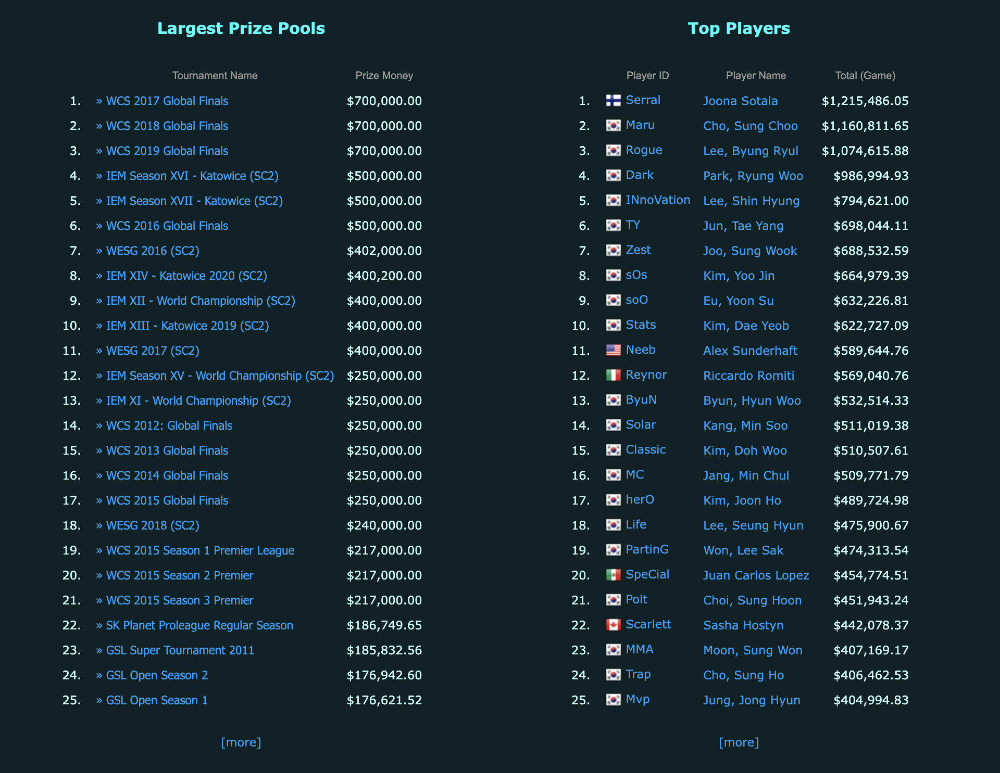 Largest Prize Pools
Tournament Name Prize Money
1. » WCS 2017 Global Finals $700,000.00
2. » WCS 2018 Global Finals $700,000.00
3. » WCS 2019 Global Finals $700,000.00
4. » IEM Season XVI - Katowice (SC2) $500,000.00
5. » IEM Season XVII - Katowice (SC2) $500,000.00
6. » WCS 2016 Global Finals $500,000.00
7. » WESG 2016 (SC2) $402,000.00
8. » IEM XIV - Katowice 2020 (SC2) $400,200.00
9. » IEM XII - World Championship (SC2) $400,000.00
10. » IEM XIII - Katowice 2019 (SC2) $400,000.00
11. » WESG 2017 (SC2) $400,000.00
12. » IEM Season XV - World Championship (SC2) $250,000.00
13. » IEM XI - World Championship (SC2) $250,000.00
14. » WCS 2012: Global Finals $250,000.00
15. » WCS 2013 Global Finals $250,000.00
16. » WCS 2014 Global Finals $250,000.00
17. » WCS 2015 Global Finals $250,000.00
18. » WESG 2018 (SC2) $240,000.00
19. » WCS 2015 Season 1 Premier League $217,000.00
20. » WCS 2015 Season 2 Premier $217,000.00
21. » WCS 2015 Season 3 Premier $217,000.00
22. » SK Planet Proleague Regular Season $186,749.65
23. » GSL Super Tournament 2011 $185,832.56
24. » GSL Open Season 2 $176,942.60
25. » GSL Open Season 1 $176,621.52
[more]
Top Players
Player ID Player Name Total (Game)
1. Serral Joona Sotala $1,215,486.05
2. Maru Cho, Sung Choo $1,160,811.65
3. Rogue Lee, Byung Ryul $1,074,615.88
4. Dark Park, Ryung Woo $986,994.93
5. INnoVation Lee, Shin Hyung $794,621.00
6. TY Jun, Tae Yang $698,044.11
7. Zest Joo, Sung Wook $688,532.59
8. sOs Kim, Yoo Jin $664,979.39
9. soO Eu, Yoon Su $632,226.81
10. Stats Kim, Dae Yeob $622,727.09
11. Neeb Alex Sunderhaft $589,644.76
12. Reynor Riccardo Romiti $569,040.76
13. ByuN Byun, Hyun Woo $532,514.33
14. Solar Kang, Min Soo $511,019.38
15. Classic Kim, Doh Woo $510,507.61
16. MC Jang, Min Chul $509,771.79
17. herO Kim, Joon Ho $489,724.98
18. Life Lee, Seung Hyun $475,900.67
19. PartinG Won, Lee Sak $474,313.54
20. SpeCial Juan Carlos Lopez $454,774.51
21. Polt Choi, Sung Hoon $451,943.24
22. Scarlett Sasha Hostyn $442,078.37
23. MMA Moon, Sung Won $407,169.17
24. Trap Cho, Sung Ho $406,462.53
25. Mvp Jung, Jong Hyun $404,994.83
[more]